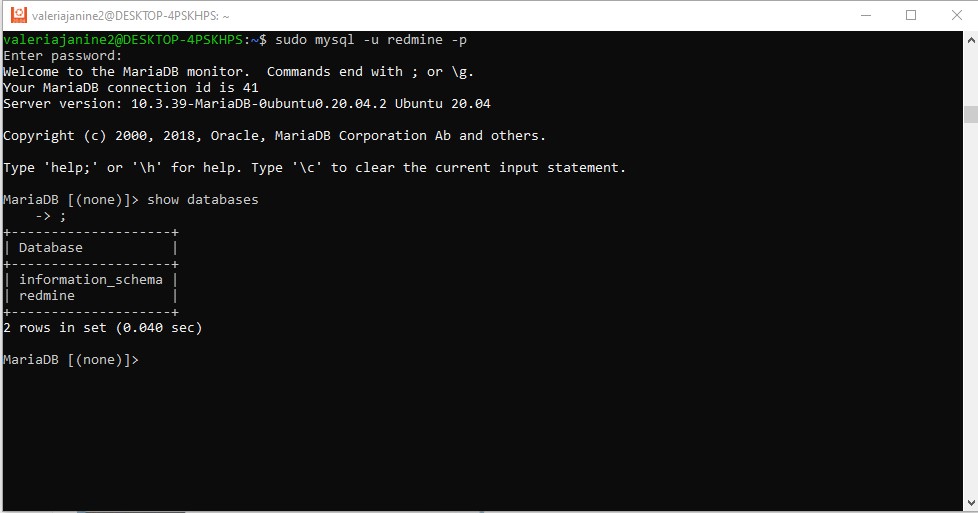 valeriajanine2@DESKTOP-4PSKHPS: ~
valeriajanine2@DESKTOP-4PSKHPS:~$ sudo mysql -u redmine -p
Enter password:
Welcome to the MariaDB monitor.  Commands end with ; or \g.
Your MariaDB connection id is 41
Server version: 10.3.39-MariaDB-0ubuntu0.20.04.2 Ubuntu 20.04
Copyright (c) 2000, 2018, Oracle, MariaDB Corporation Ab and others.
Type 'help;' or '\h' for help. Type '\c' to clear the current input statement.
MariaDB [(none)]> show databases
    -> ;
+--------------------+
| Database           |
+--------------------+
| information_schema |
| redmine            |
+--------------------+
2 rows in set (0.040 sec)
MariaDB [(none)]>